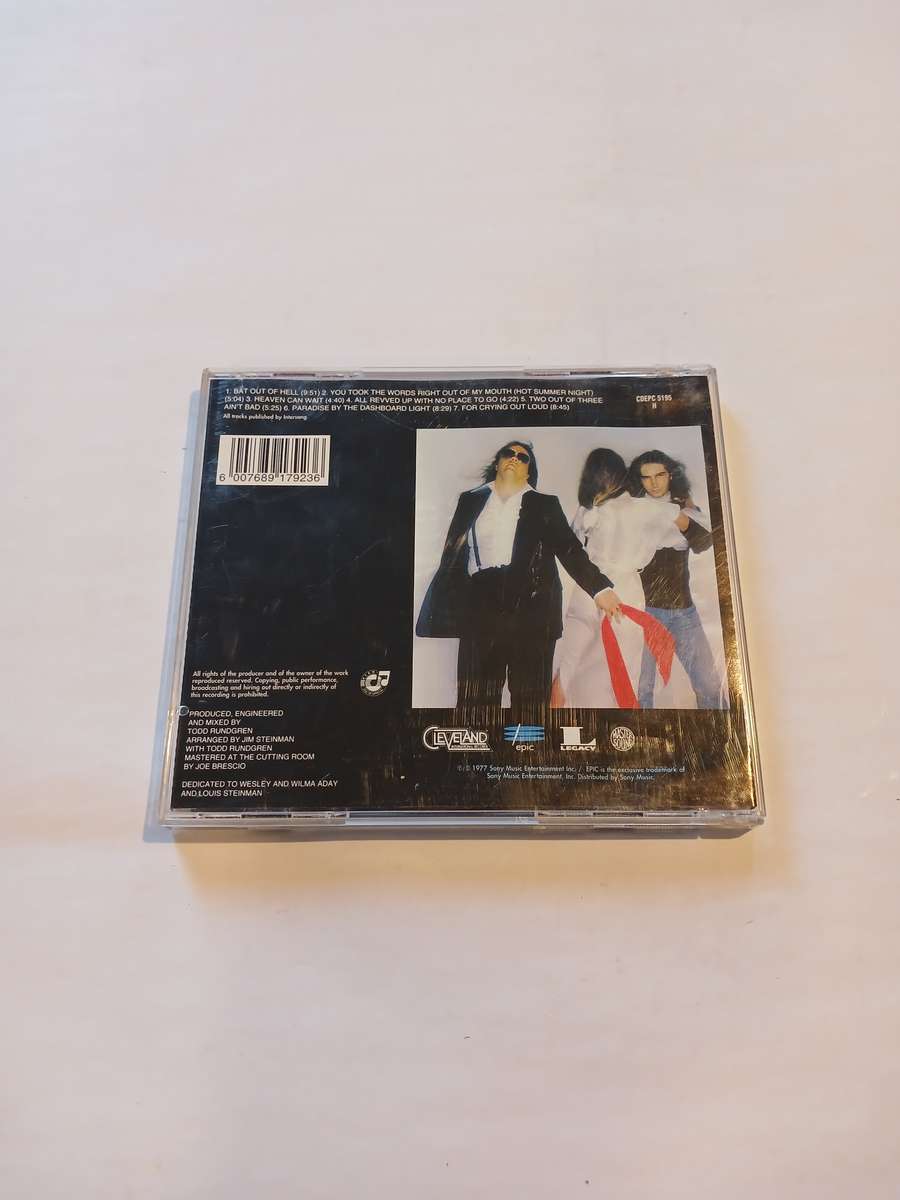 1. BAT OUT OF HELL (9:51) 2. YOU TOOK THE WORDS RIGHT OUT OF MY MOUTH (HOT SUMMER NIGHT)
(5:04) 3. HEAVEN CAN WAIT (4:40) 4. ALL REVVED UP WITH NO PLACE TO GO (4:22) 5. TWO OUT OF THREE
AIN'T BAD (5:25) 6. PARADISE BY THE DASHBOARD LIGHT (8:29) 7. FOR CRYING OUT LOUD (8:45)
All tracks published by Intersong
CDEPC 5195
H
6 007689 179236
All rights of the producer and of the owner of the work
reproduced reserved. Copying, public performance,
broadcasting and hiring out directly or indirectly of
this recording is prohibited.
PRODUCED, ENGINEERED
AND MIXED BY
TODD RUNDGREN
ARRANGED BY JIM STEINMAN
WITH TODD RUNDGREN
MASTERED AT THE CUTTING ROOM
BY JOE BRESCIO
DEDICATED TO WESLEY AND WILMA ADAY
AND LOUIS STEINMAN
CLEVELAND
epic
L
LEGACY
MASTER
SOUND
℗/© 1977 Sony Music Entertainment Inc. / EPIC is the exclusive trademark of
Sony Music Entertainment, Inc. Distributed by Sony Music.